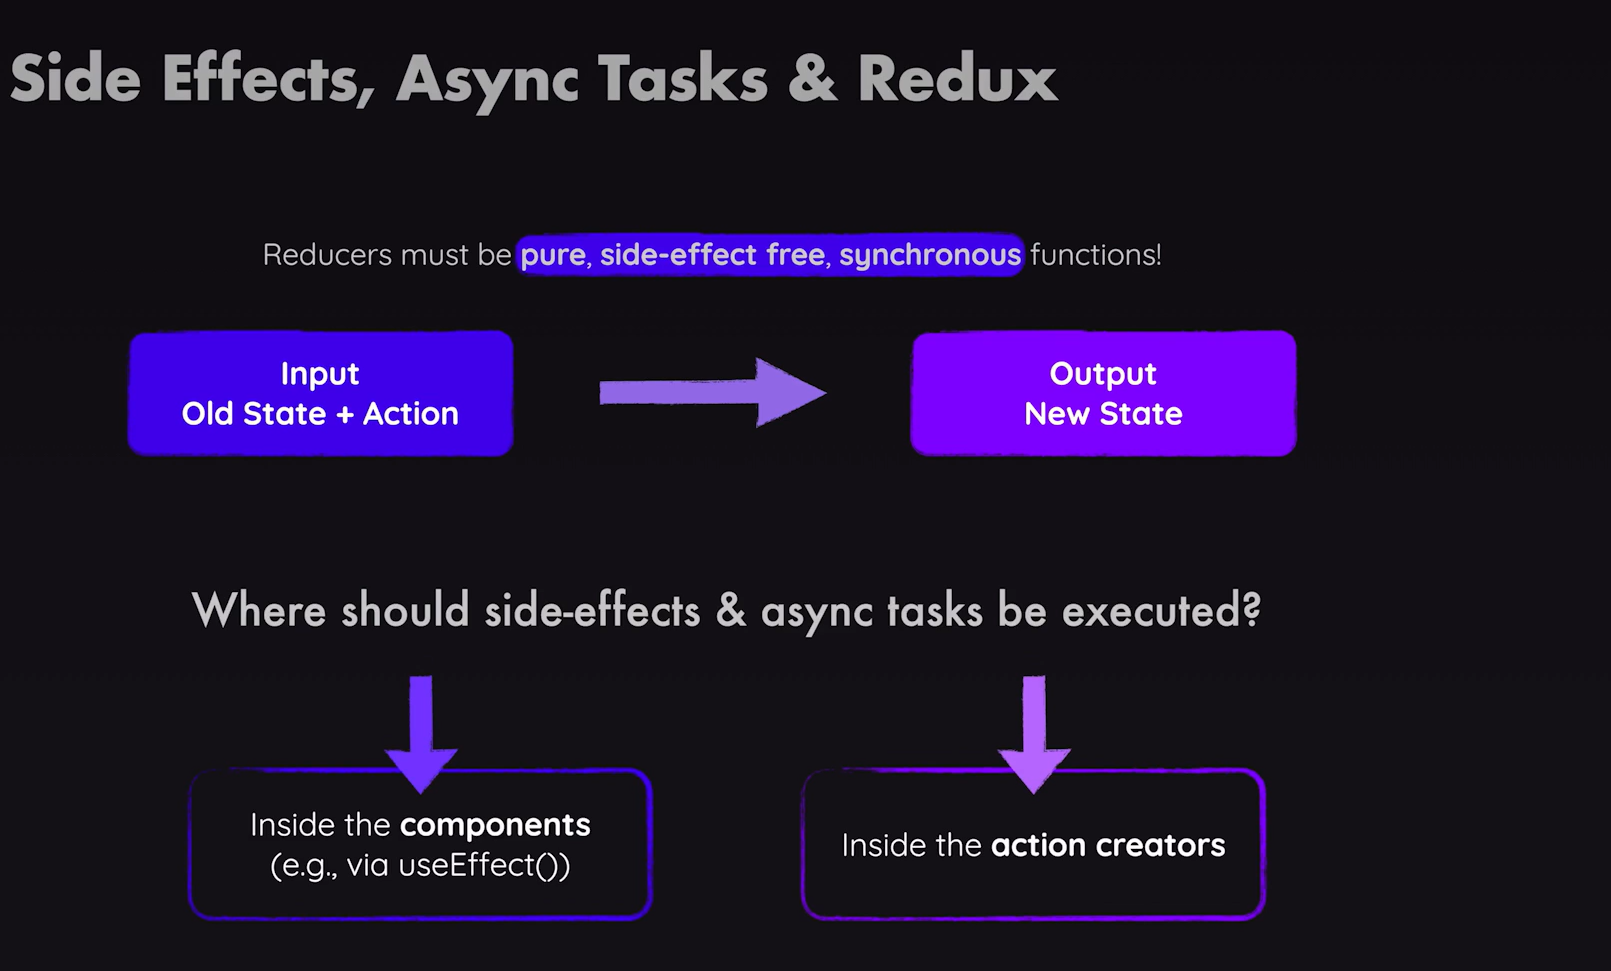 Side Effects, Async Tasks & Redux
Reducers must be pure, side-effect free, synchronous functions!
Input
Old State + Action
Output
New State
Where should side-effects & async tasks be executed?
Inside the components
(e.g., via useEffect())
Inside the action creators